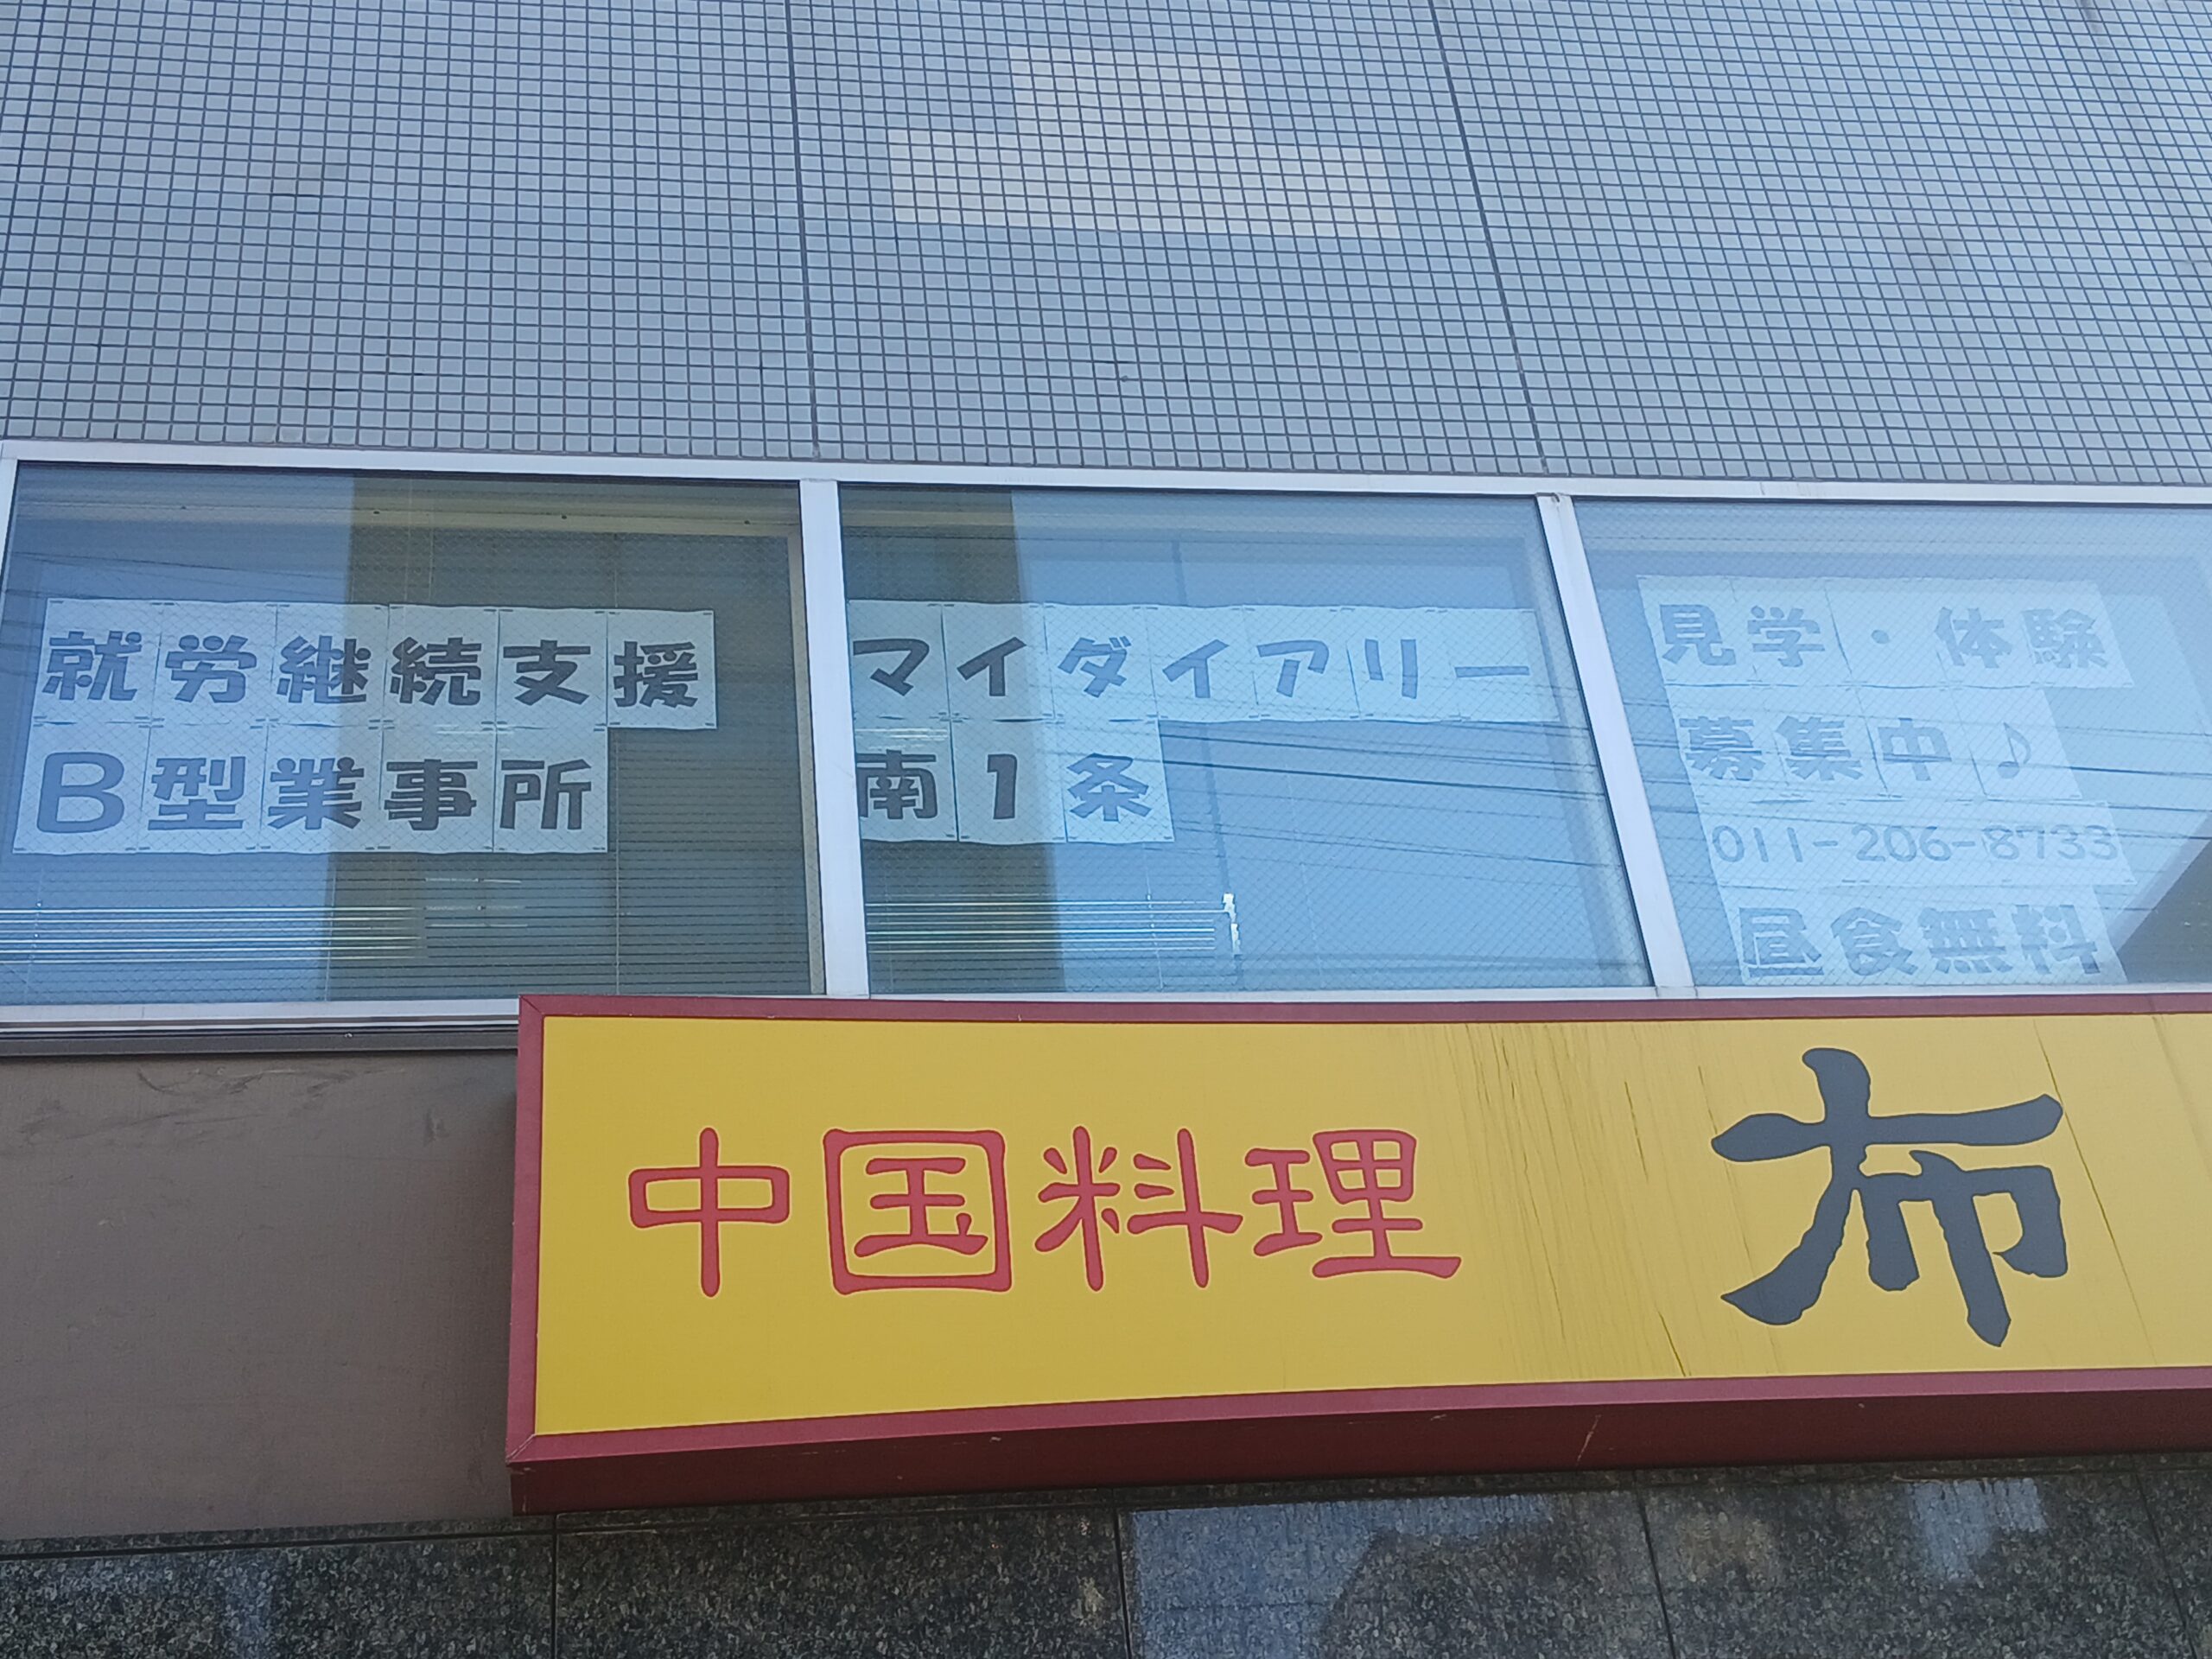 就労継続支援
B型業事所
マイダイアリー
南1条
見学・体験
募集中♪
011-206-8733
昼食無料
中国料理 布